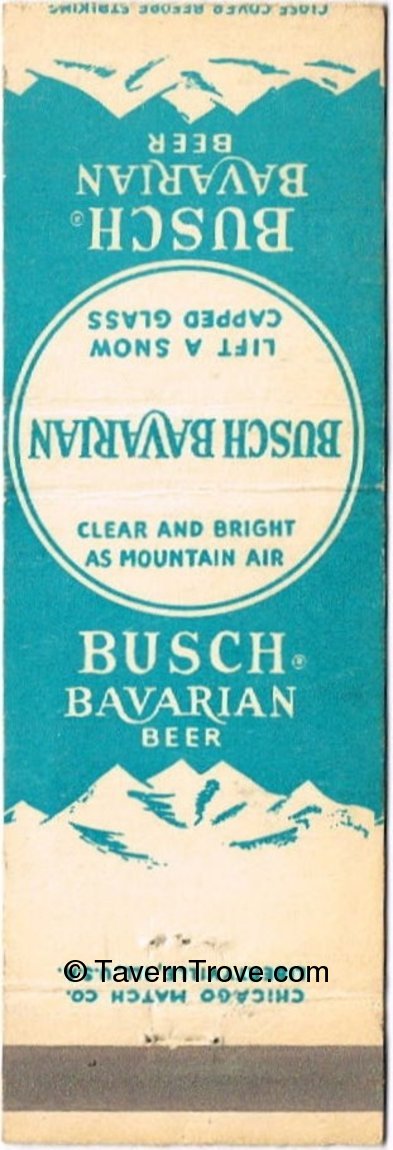 CLOSE COVER BEFORE STRIKING
BUSCH®
BAVARIAN
BEER
LIFT A SNOW
CAPPED GLASS
BUSCH BAVARIAN
CLEAR AND BRIGHT
AS MOUNTAIN AIR
BUSCH®
BAVARIAN
BEER
© TavernTrove.com
CHICAGO MATCH CO.